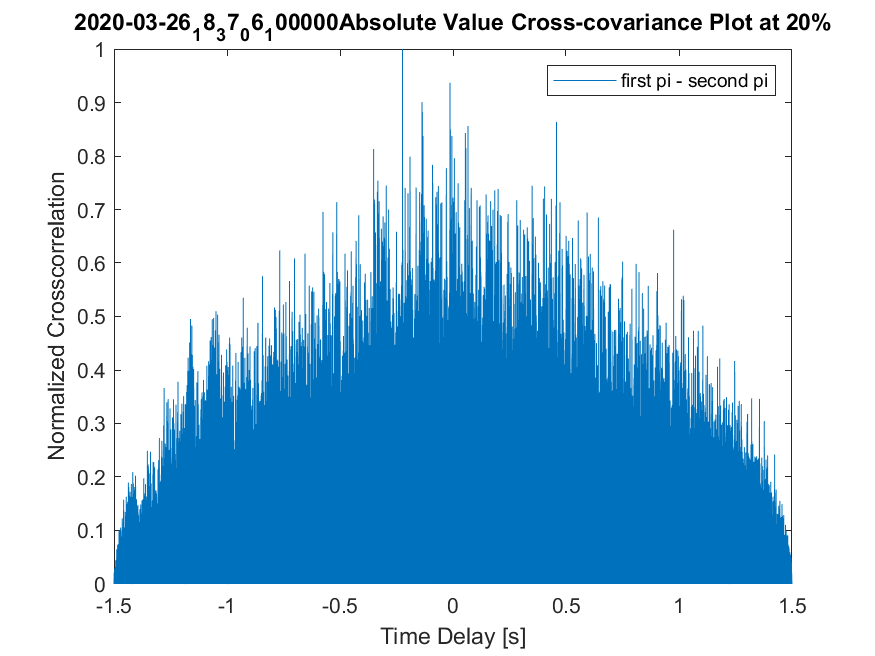 2020-03-26₁8₃7₀6₁00000Absolute Value Cross-covariance Plot at 20%
first pi - second pi
Normalized Crosscorrelation
1
0.9
0.8
0.7
0.6
0.5
0.4
0.3
0.2
0.1
0
-1.5 -1 -0.5 0 0.5 1 1.5
Time Delay [s]